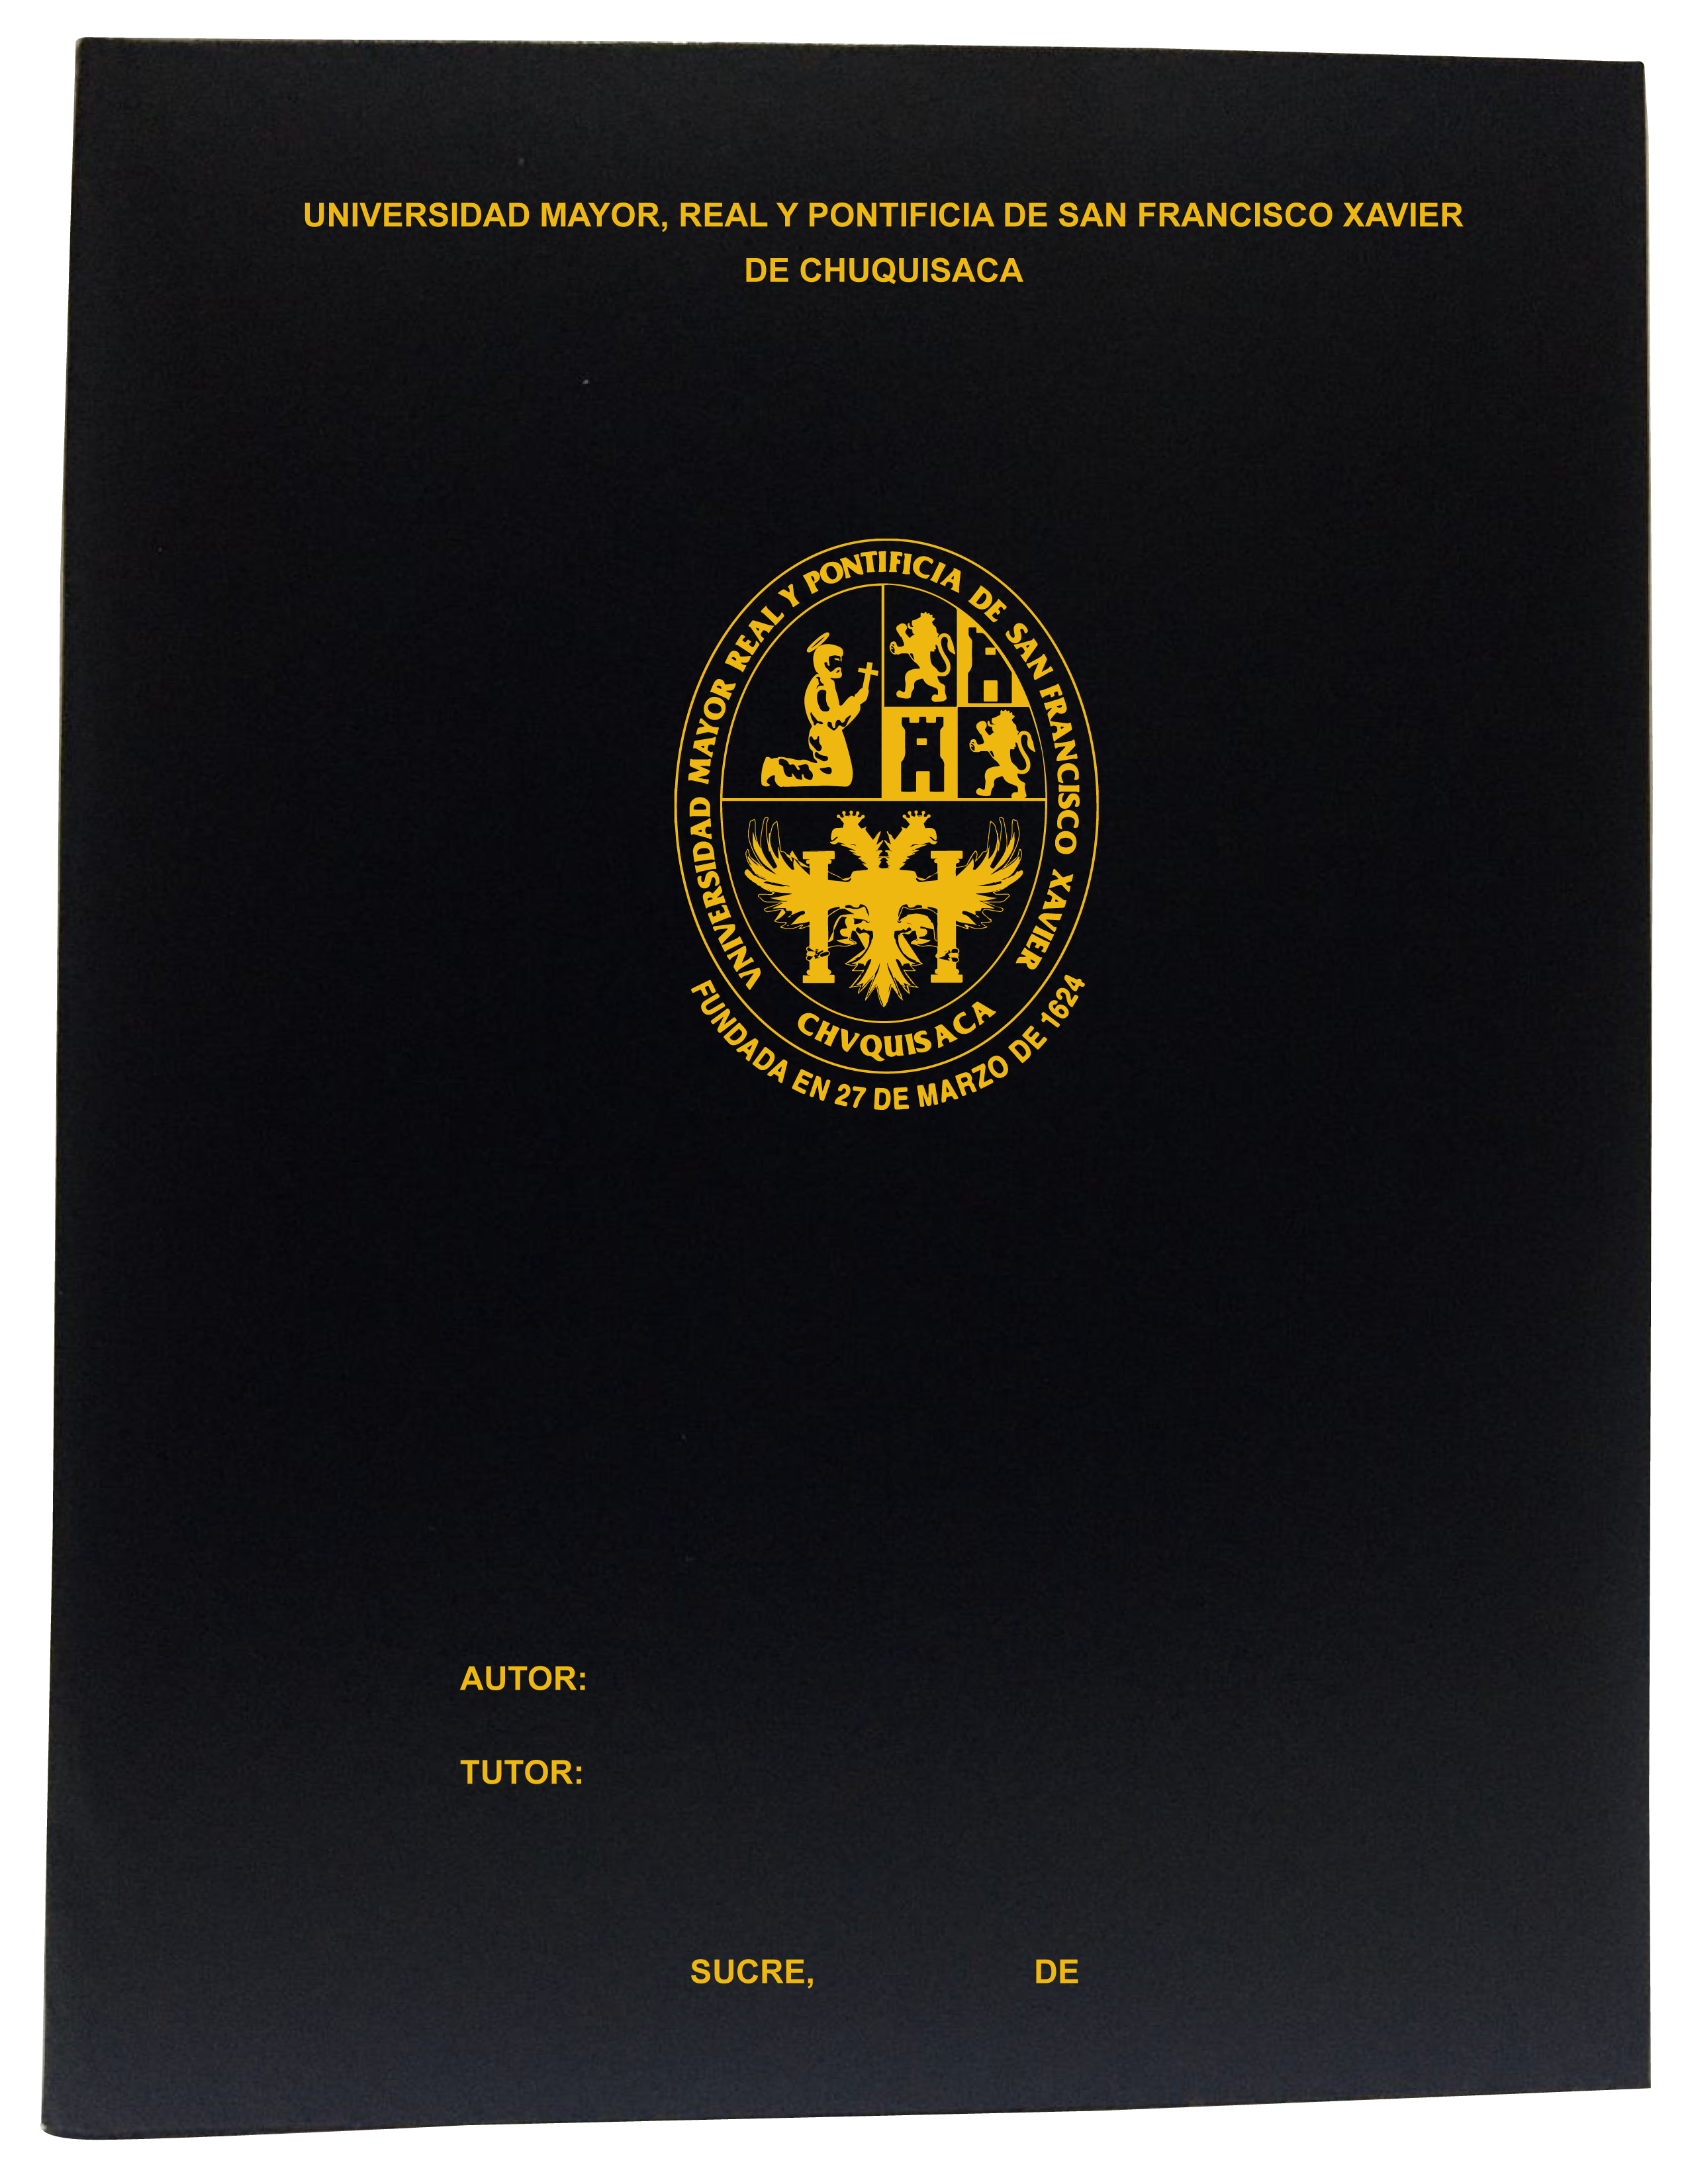 UNIVERSIDAD MAYOR, REAL Y PONTIFICIA DE SAN FRANCISCO XAVIER
DE CHUQUISACA
VNIVERSIDAD MAYOR REAL Y PONTIFICIA DE SAN FRANCISCO XAVIER
CHVQUISACA
FUNDADA EN 27 DE MARZO DE 1624
AUTOR:
TUTOR:
SUCRE, DE